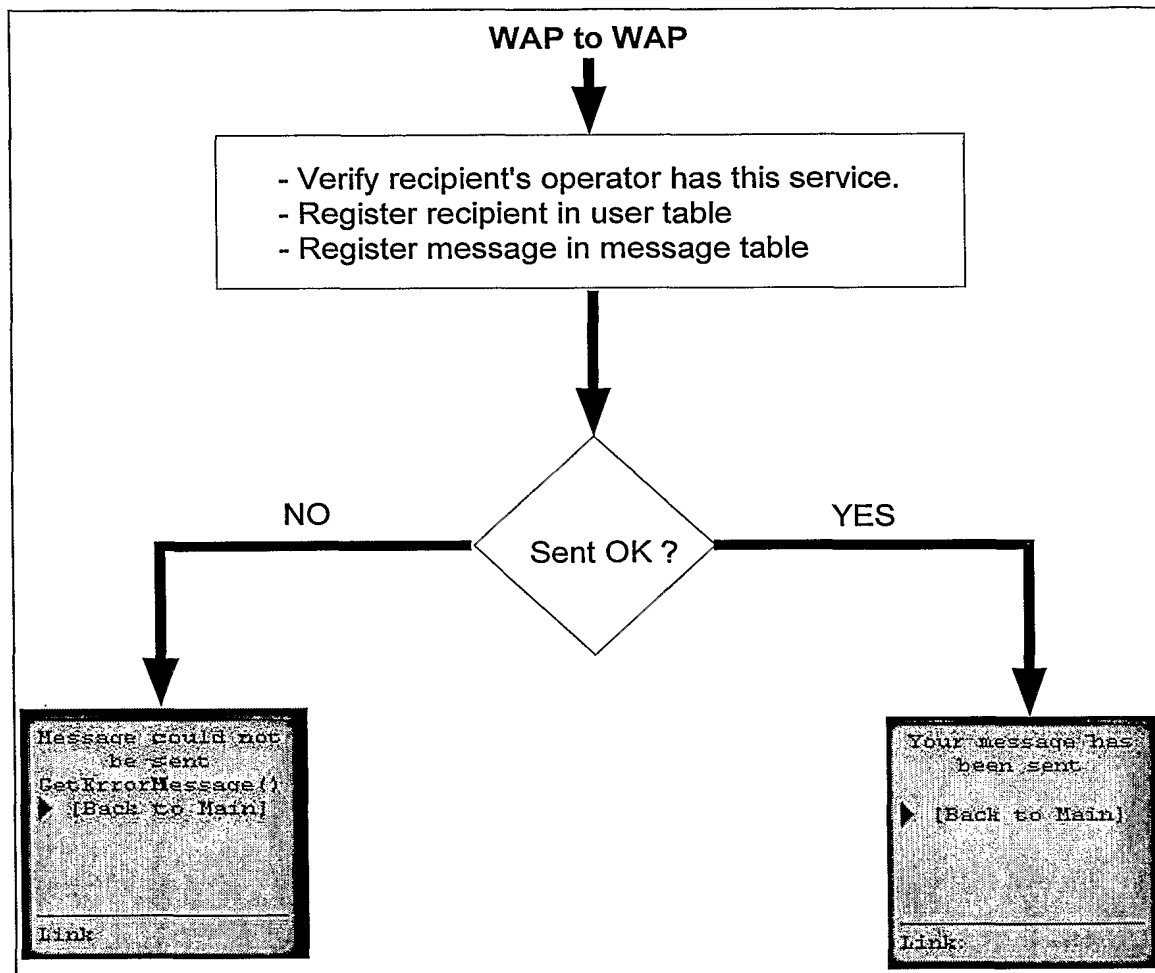 WAP to WAP
- Verify recipient's operator has this service.
- Register recipient in user table
- Register message in message table
NO
YES
Sent OK ?
Message could not
be sent
GetErrorMessage()
[Back to Main]
Link
Your message has
been sent
[Back to Main]
Link